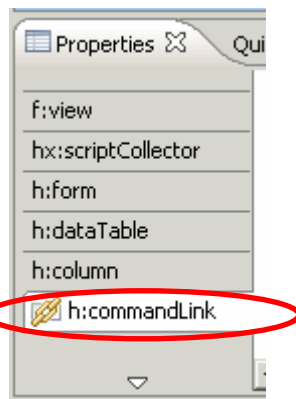 Properties Qui
f:view
hx:scriptCollector
h:form
h:dataTable
h:column
h:commandLink